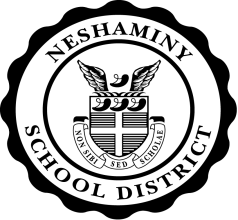 NESHAMINY
NON SIBI SED SCHOLAE
SCHOOL DISTRICT